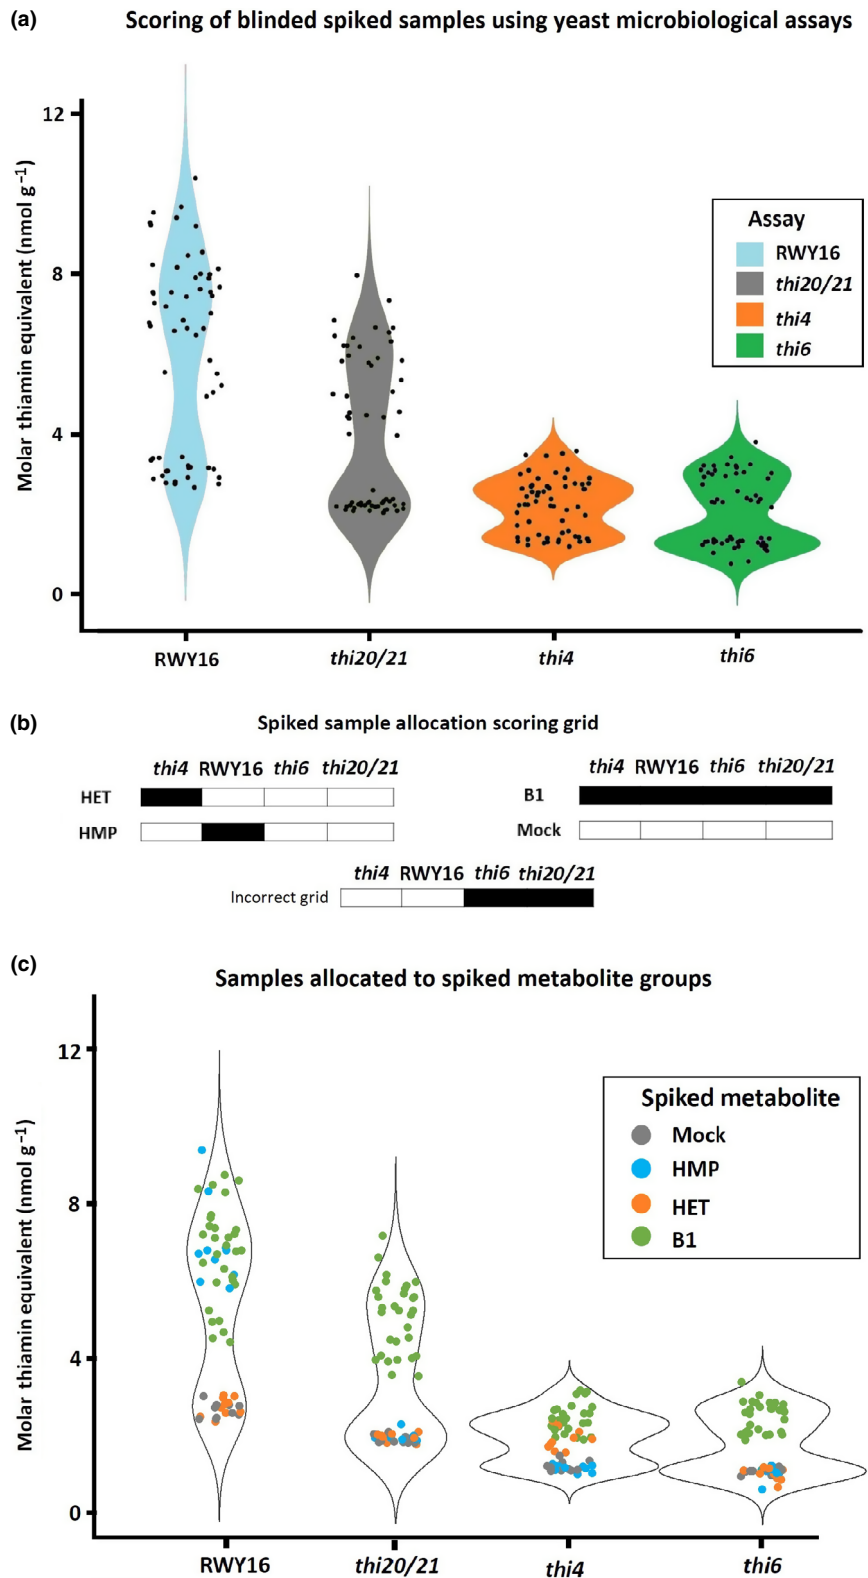 (a)
Scoring of blinded spiked samples using yeast microbiological assays
Molar thiamin equivalent (nmol g⁻¹)
12
8
4
0
Assay
RWY16
thi20/21
thi4
thi6
RWY16
thi20/21
thi4
thi6
(b)
Spiked sample allocation scoring grid
thi4 RWY16 thi6 thi20/21
HET
HMP
thi4 RWY16 thi6 thi20/21
B1
Mock
thi4 RWY16 thi6 thi20/21
Incorrect grid
(c)
Samples allocated to spiked metabolite groups
Molar thiamin equivalent (nmol g⁻¹)
12
8
4
0
Spiked metabolite
Mock
HMP
HET
B1
RWY16
thi20/21
thi4
thi6